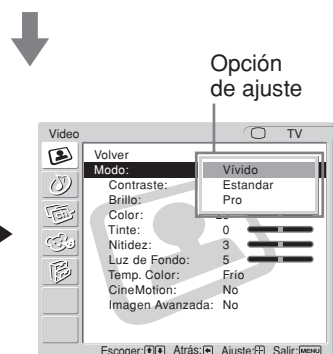 Opción
de ajuste
Video TV
Volver
Modo: Vívido
Contraste: Estandar
Brillo: Pro
Color:
Tinte: 0
Nitidez: 3
Luz de Fondo: 5
Temp. Color: Frío
CineMotion: No
Imagen Avanzada: No
Escoger: Atrás: Ajuste: Salir: MENU